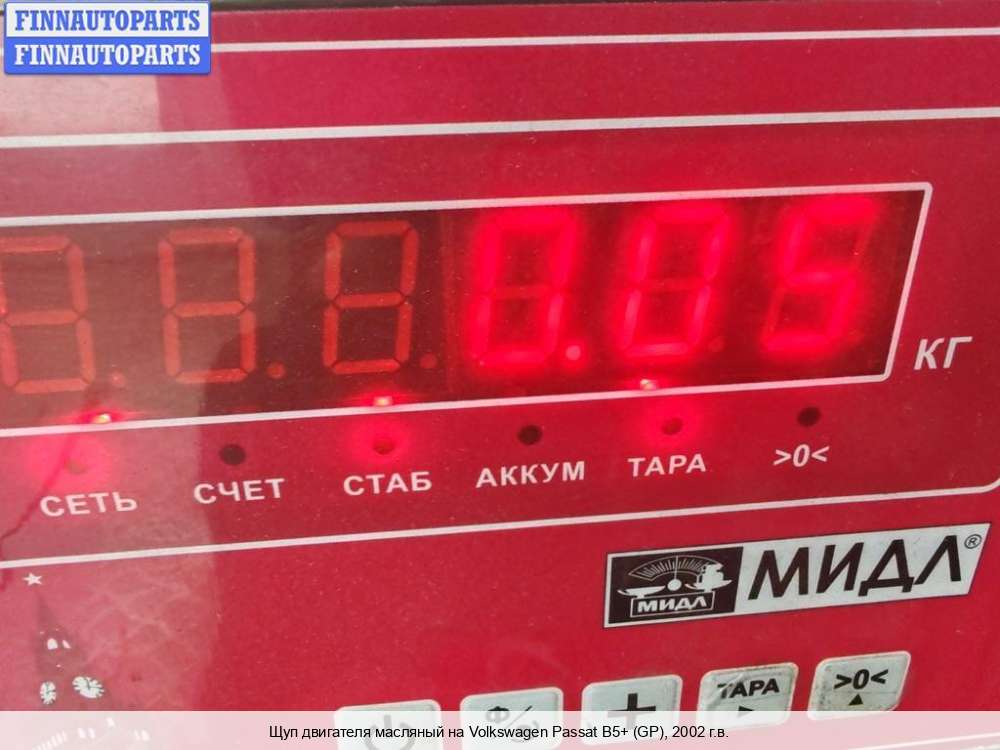 FINNAUTOPARTS
FINNAUTOPARTS
0.05
КГ
СЕТЬ СЧЕТ СТАБ АККУМ ТАРА >0<
МИДЛ МИДЛ®
+ ТАРА >0<
Щуп двигателя масляный на Volkswagen Passat B5+ (GP), 2002 г.в.